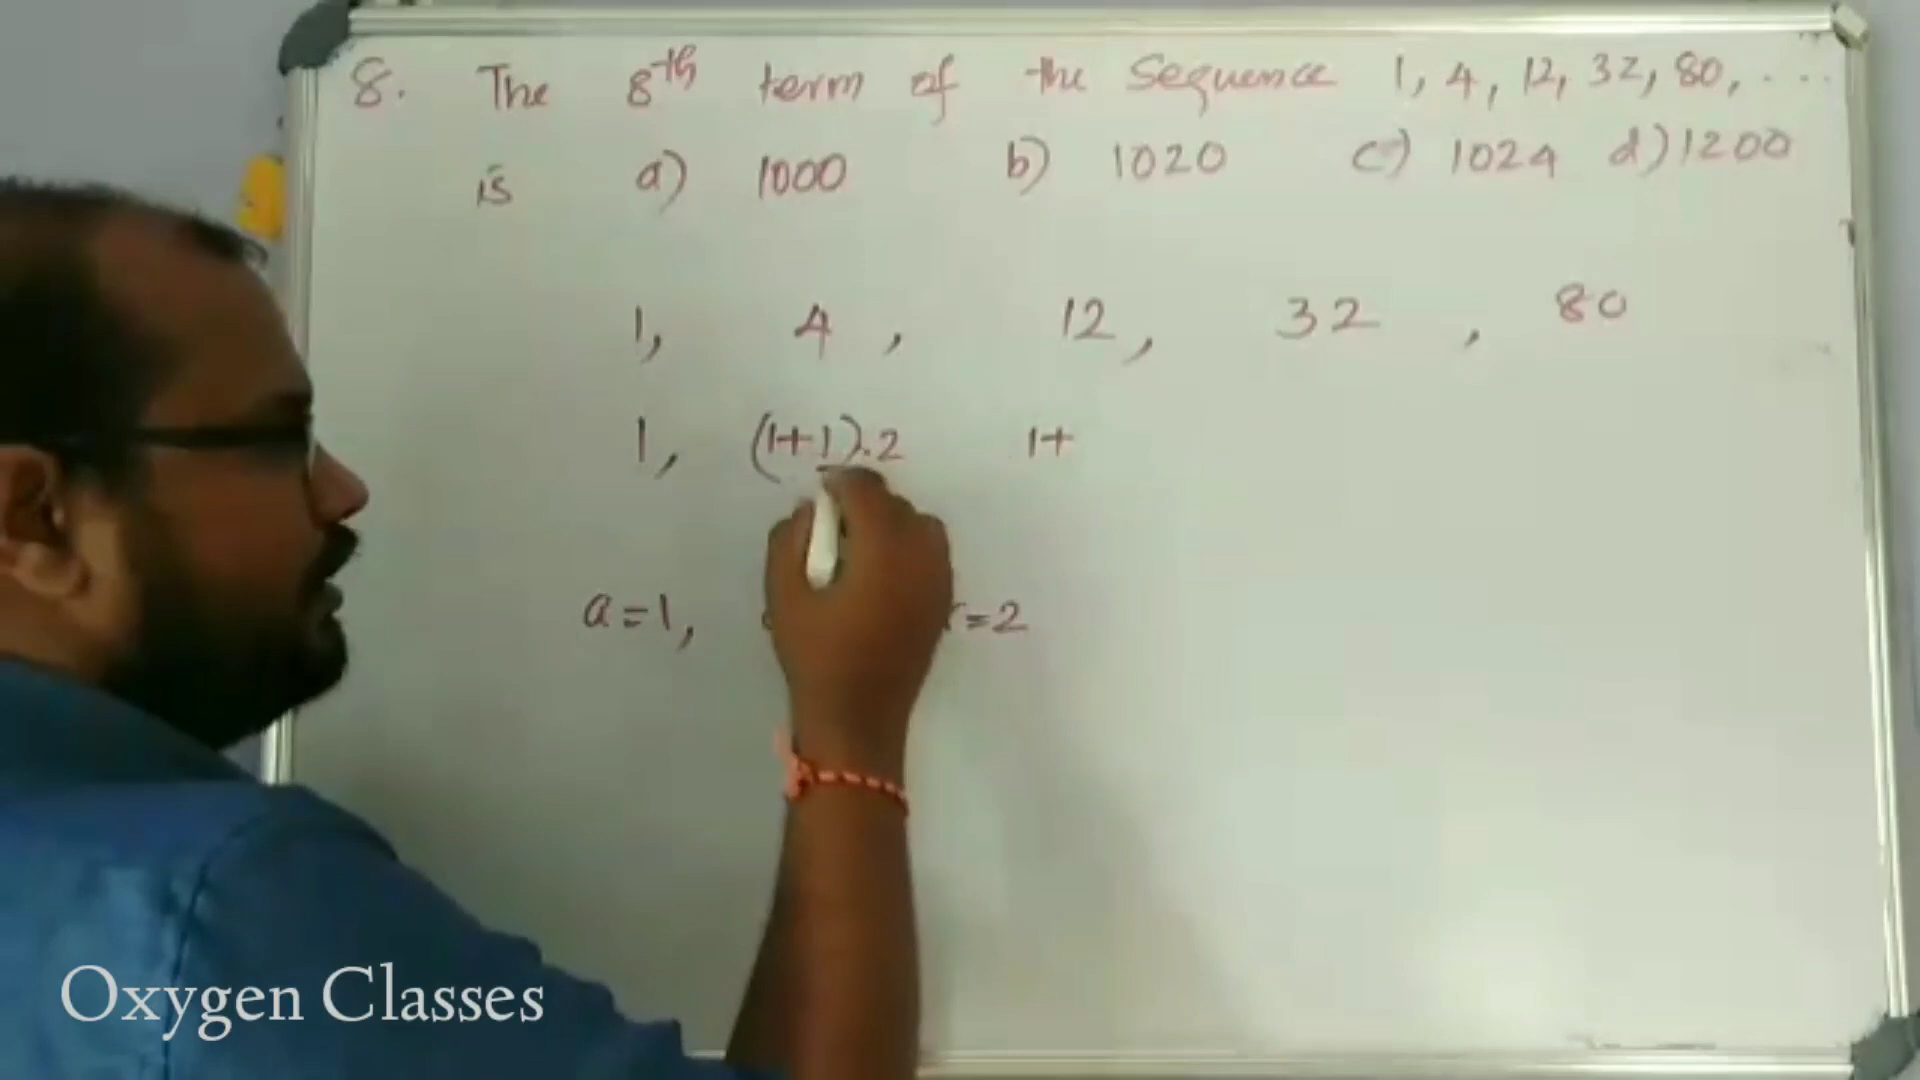 8. The 8th term of the Sequence 1, 4, 12, 32, 80, ....
is a) 1000 b) 1020 c) 1024 d) 1200
1, 4, 12, 32, 80
1, (1+1).2 1+
a=1, r=2
Oxygen Classes